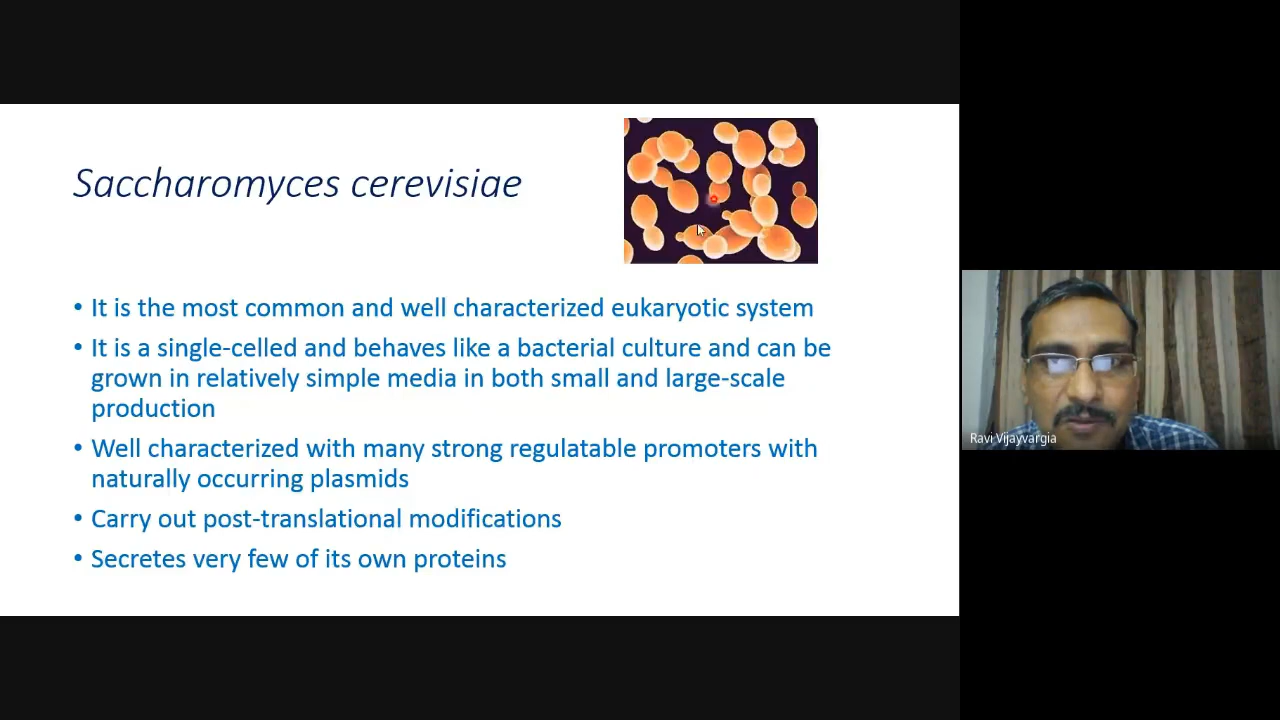 Saccharomyces cerevisiae
• It is the most common and well characterized eukaryotic system
• It is a single-celled and behaves like a bacterial culture and can be
grown in relatively simple media in both small and large-scale
production
• Well characterized with many strong regulatable promoters with
naturally occurring plasmids
• Carry out post-translational modifications
• Secretes very few of its own proteins
Ravi Vijayvargia